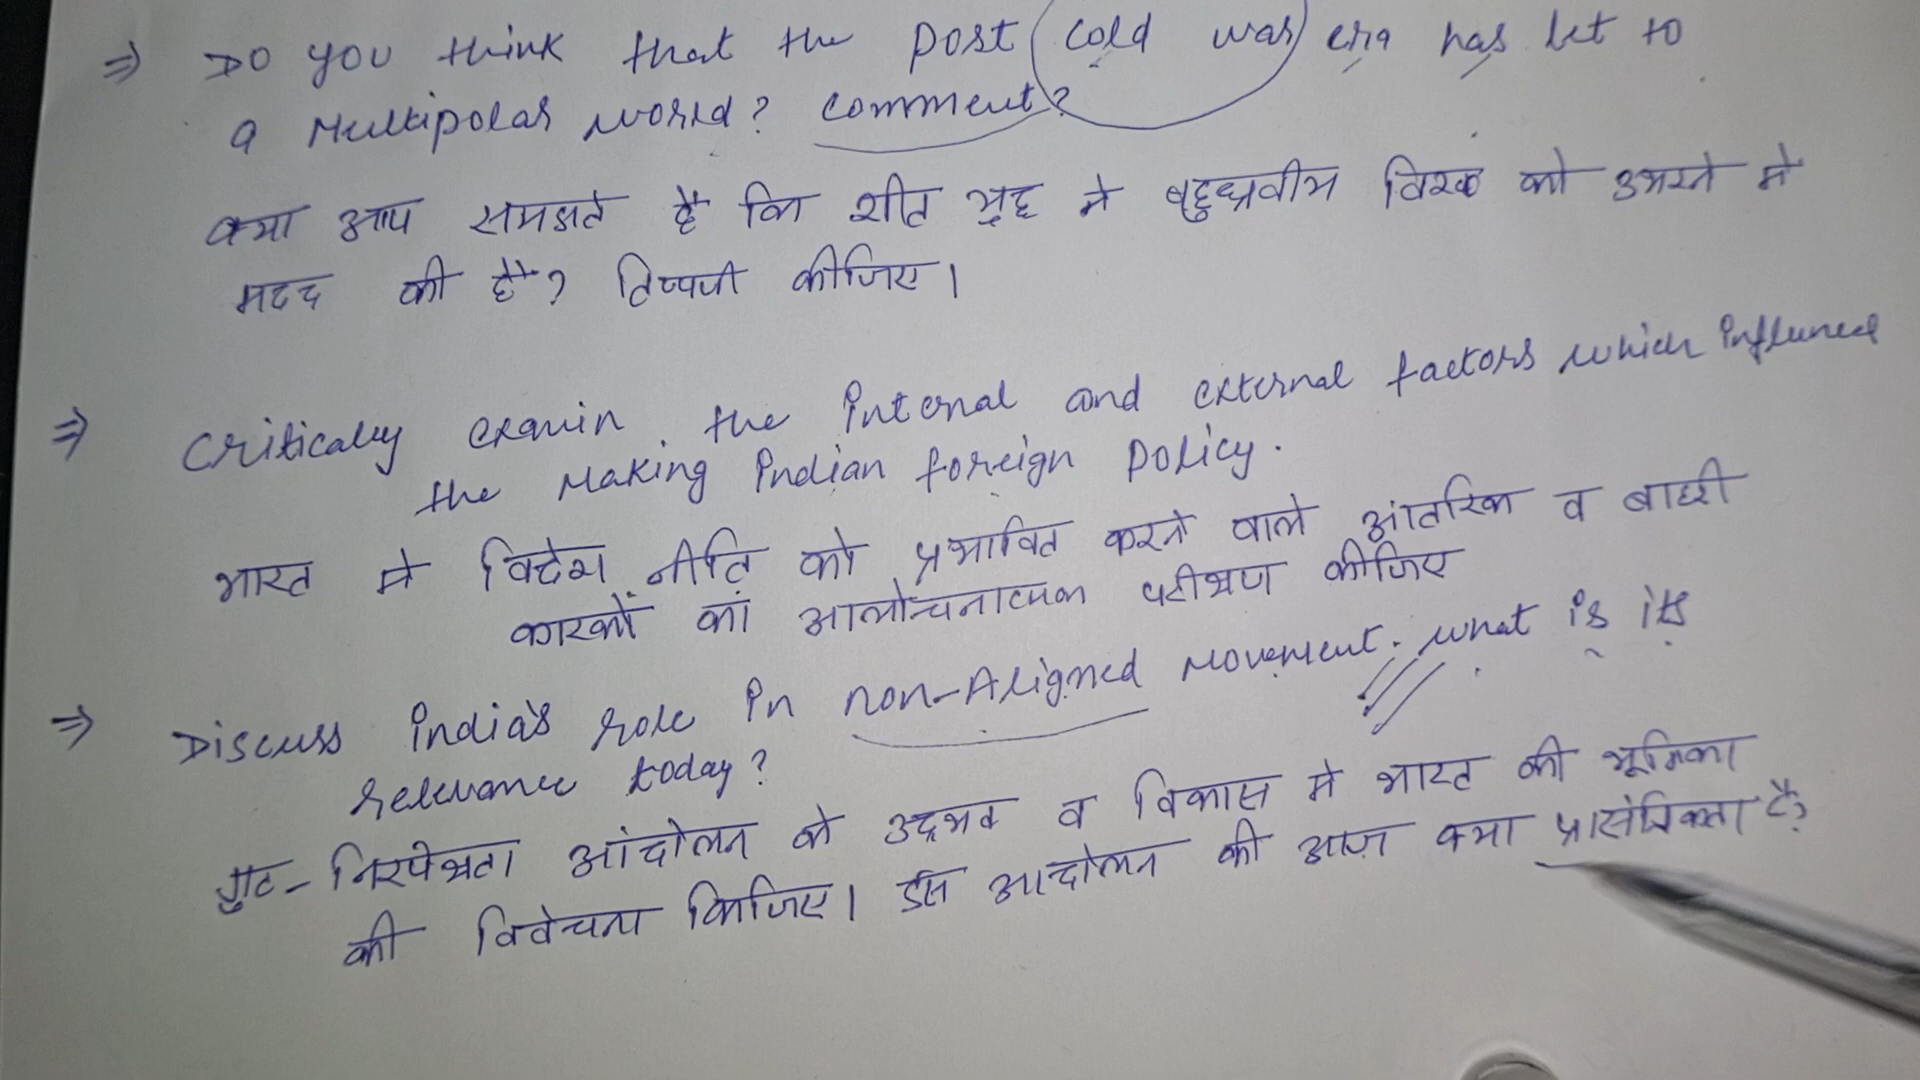 ⇒ Do you think that the post cold war era has let to
a Multipolar world? comment?
क्या आप समझते है कि शीत युद्ध ने बहुध्रुवीय विश्व को उभरने मे
मदद की है? टिप्पणी कीजिए।
⇒ Critically examin the internal and external factors which influence
the Making Indian foreign policy.
भारत मे विदेश नीति को प्रभावित करने वाले आंतरिक व बाहरी
कारकों का आलोचनात्मक परीक्षण कीजिए
⇒ Discuss india's role in non-Aligned Movement. what is its
relevance today?
गुट-निरपेक्षता आंदोलन के उद्भव व विकास मे भारत की भूमिका
की विवेचना किजिए। इस आन्दोलन की आज क्या प्रासंगिकता है?